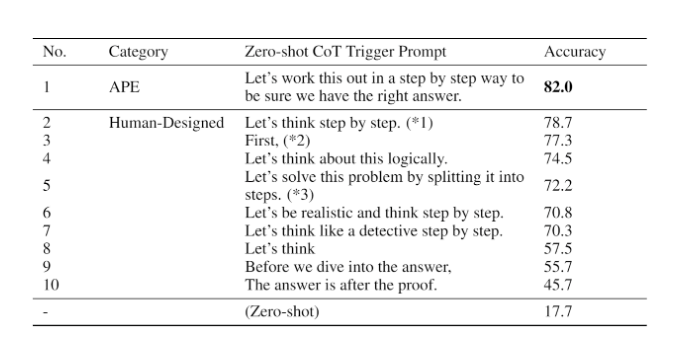 No. Category Zero-shot CoT Trigger Prompt Accuracy
1 APE Let's work this out in a step by step way to be sure we have the right answer. 82.0
2 Human-Designed Let's think step by step. (*1) 78.7
3 First, (*2) 77.3
4 Let's think about this logically. 74.5
5 Let's solve this problem by splitting it into steps. (*3) 72.2
6 Let's be realistic and think step by step. 70.8
7 Let's think like a detective step by step. 70.3
8 Let's think 57.5
9 Before we dive into the answer, 55.7
10 The answer is after the proof. 45.7
- (Zero-shot) 17.7